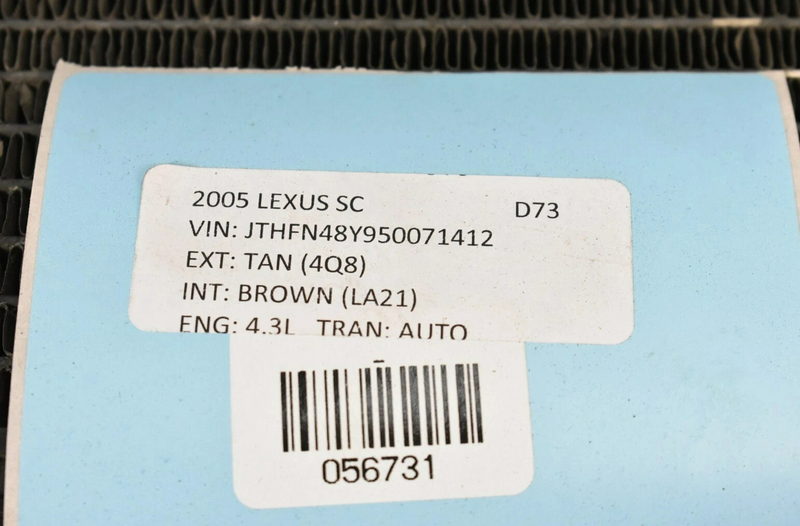 2005 LEXUS SC D73
VIN: JTHFN48Y950071412
EXT: TAN (4Q8)
INT: BROWN (LA21)
ENG: 4.3L TRAN: AUTO
056731